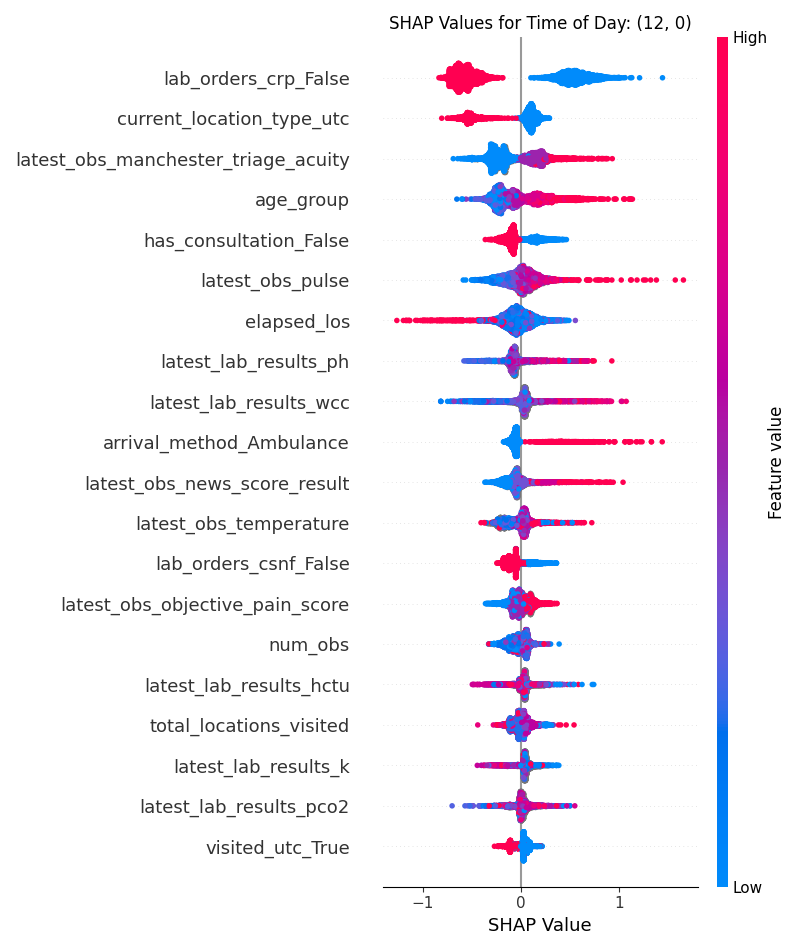 SHAP Values for Time of Day: (12, 0)
High
lab_orders_crp_False
current_location_type_utc
latest_obs_manchester_triage_acuity
age_group
has_consultation_False
latest_obs_pulse
elapsed_los
latest_lab_results_ph
latest_lab_results_wcc
arrival_method_Ambulance
latest_obs_news_score_result
latest_obs_temperature
lab_orders_csnf_False
latest_obs_objective_pain_score
num_obs
latest_lab_results_hctu
total_locations_visited
latest_lab_results_k
latest_lab_results_pco2
visited_utc_True
Feature value
Low
−1 0 1
SHAP Value